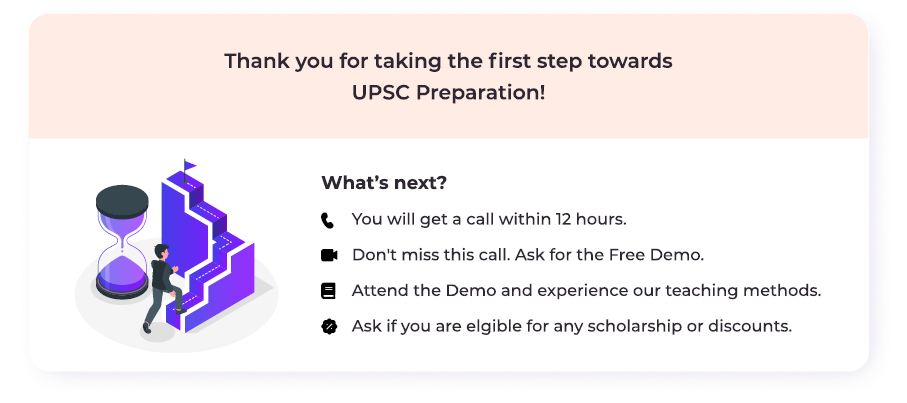 Thank you for taking the first step towards
UPSC Preparation!
What's next?
You will get a call within 12 hours.
Don't miss this call. Ask for the Free Demo.
Attend the Demo and experience our teaching methods.
Ask if you are elgible for any scholarship or discounts.